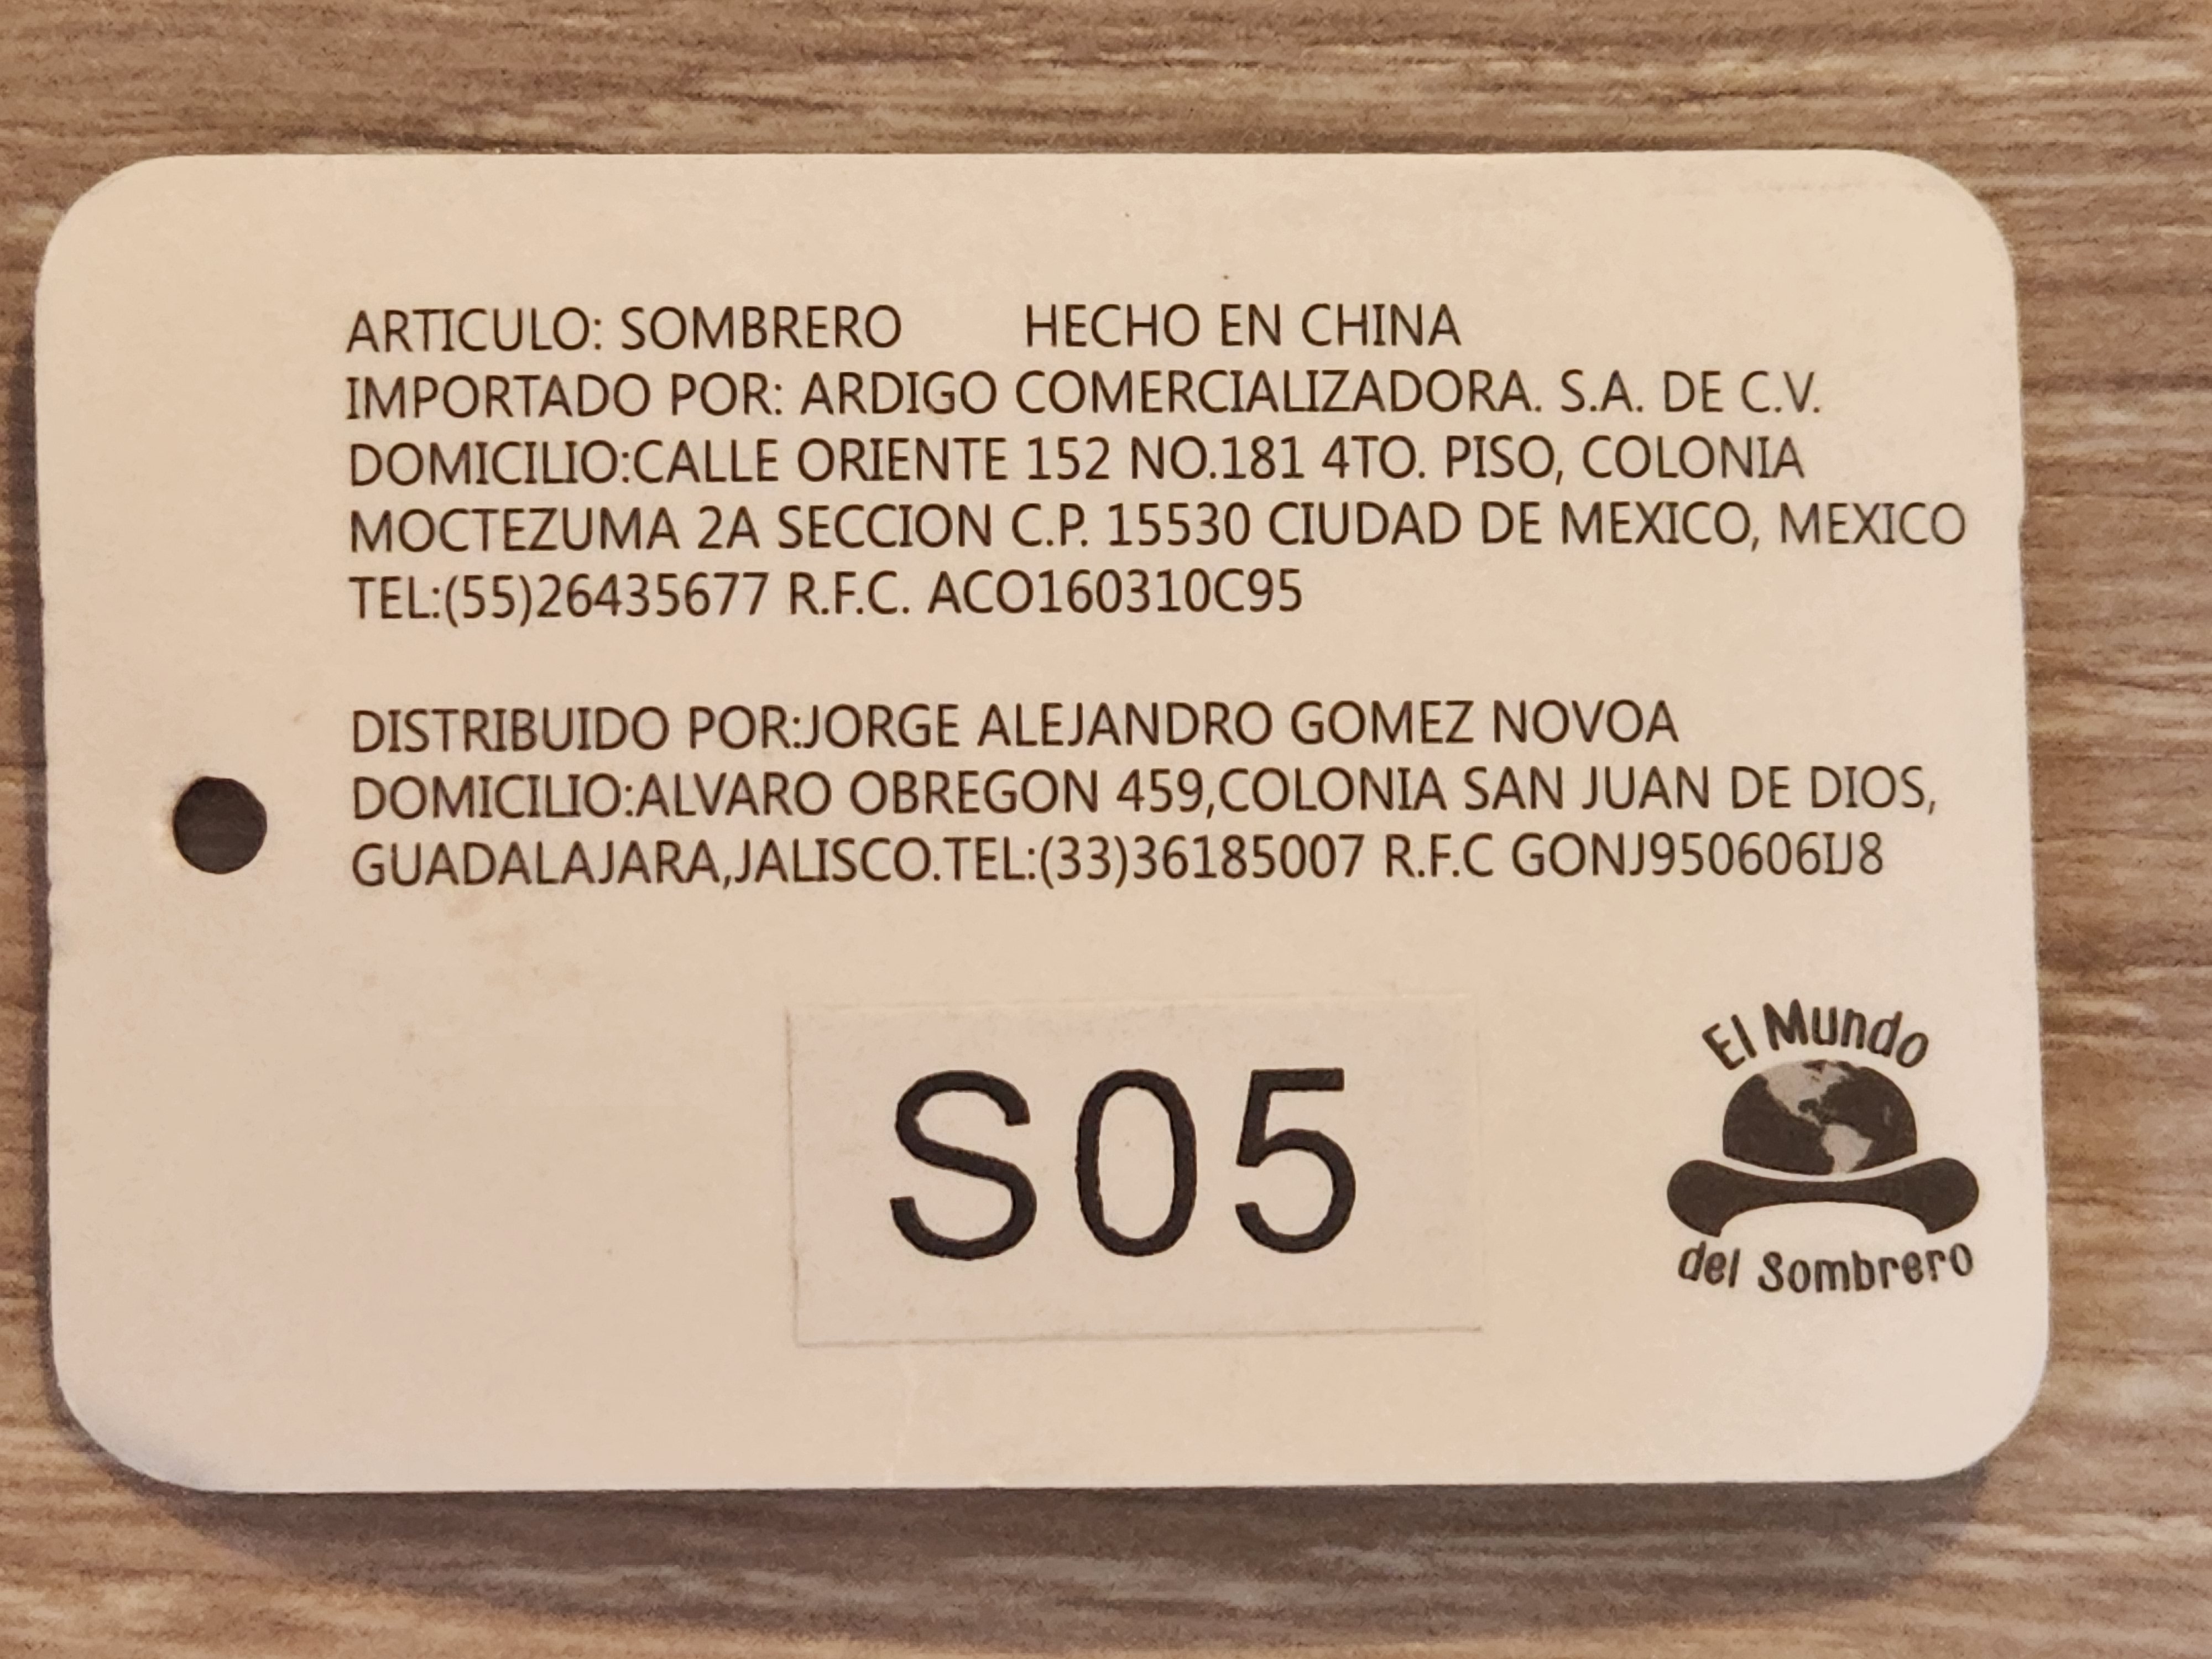 ARTICULO: SOMBRERO HECHO EN CHINA
IMPORTADO POR: ARDIGO COMERCIALIZADORA. S.A. DE C.V.
DOMICILIO:CALLE ORIENTE 152 NO.181 4TO. PISO, COLONIA
MOCTEZUMA 2A SECCION C.P. 15530 CIUDAD DE MEXICO, MEXICO
TEL:(55)26435677 R.F.C. ACO160310C95
DISTRIBUIDO POR:JORGE ALEJANDRO GOMEZ NOVOA
DOMICILIO:ALVARO OBREGON 459,COLONIA SAN JUAN DE DIOS,
GUADALAJARA,JALISCO.TEL:(33)36185007 R.F.C GONJ950606IJ8
S05
El Mundo
del Sombrero